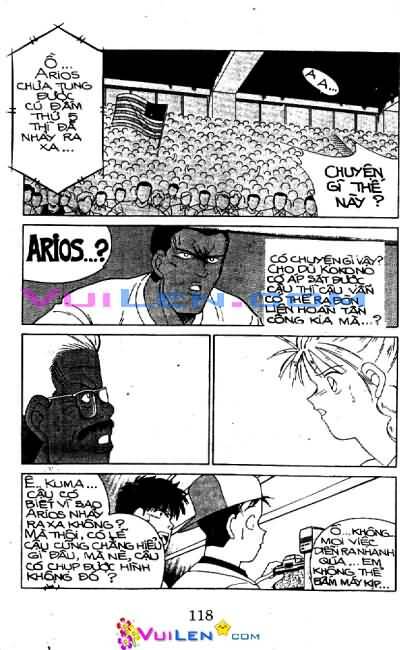 Ồ...
ARIOS
CHƯA TUNG
ĐƯỢC
CÚ ĐẤM
THỨ 5
THÌ ĐÃ
NHẢY RA
XA...
A
A...
CHUYỆN
GÌ THẾ
NÀY?
ARIOS...?
CÓ CHUYỆN GÌ VẬY?
CHO DÙ KOKONO
CÓ ÁP SÁT ĐƯỢC
CẬU THÌ CẬU VẪN
CÓ THỂ RA ĐÒN
LIÊN HOÀN TẤN
CÔNG KIA MÀ...?
VUILEN.COM
Ê.. KUMA...
CẬU CÓ
BIẾT VÌ SAO
ARIOS NHẢY
RA XA KHÔNG?
MÀ THÔI, CÓ LẼ
CẬU CŨNG CHẲNG HIỂU
GÌ ĐÂU, MÀ NÈ, CẬU
CÓ CHỤP ĐƯỢC HÌNH
KHÔNG ĐÓ?
Ồ...KHÔNG..
MỌI VIỆC
DIỄN RA NHANH
QUÁ... EM
KHÔNG THỂ
BẤM MÁY KỊP...
118
VUILEN.COM